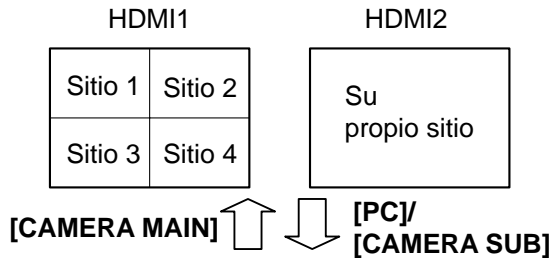 HDMI1 HDMI2
Sitio 1 Sitio 2
Sitio 3 Sitio 4
Su
propio sitio
[CAMERA MAIN]
[PC]/
[CAMERA SUB]